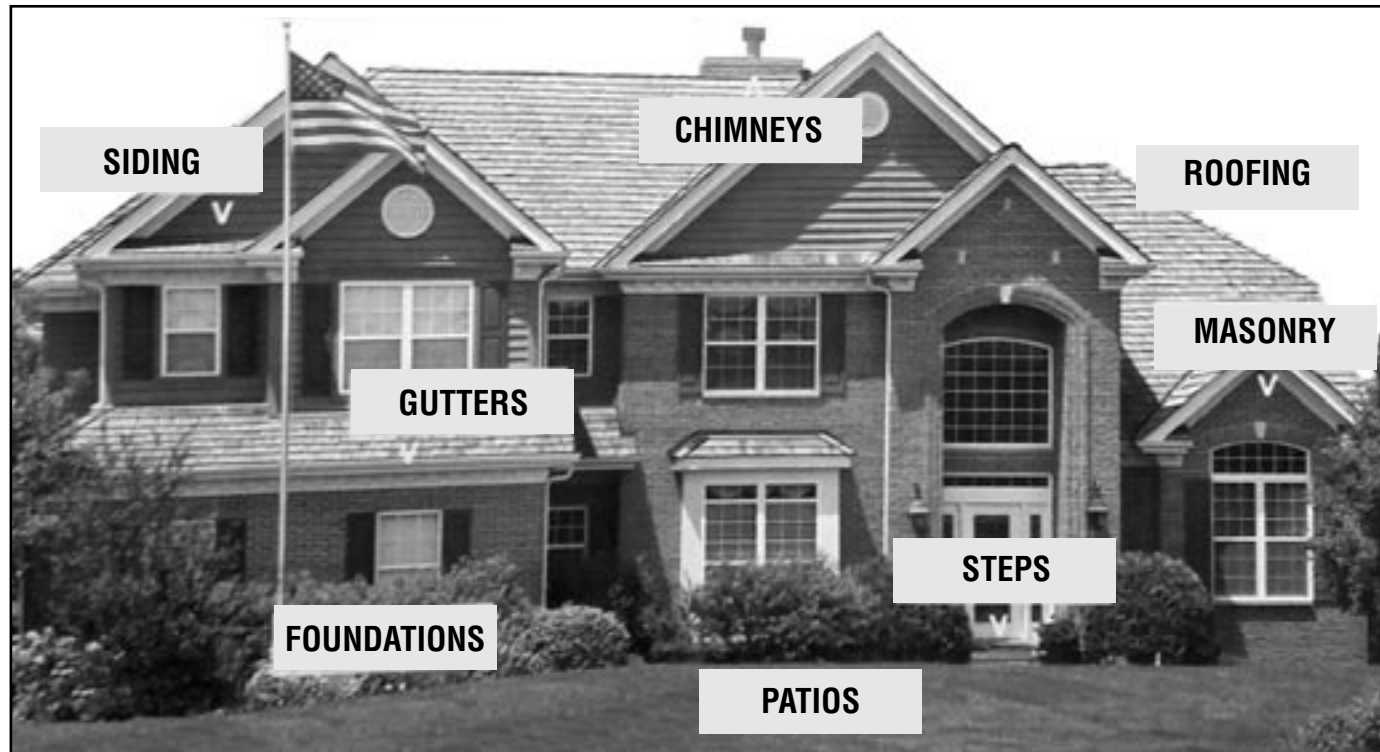 CHIMNEYS
SIDING
ROOFING
MASONRY
GUTTERS
STEPS
FOUNDATIONS
PATIOS